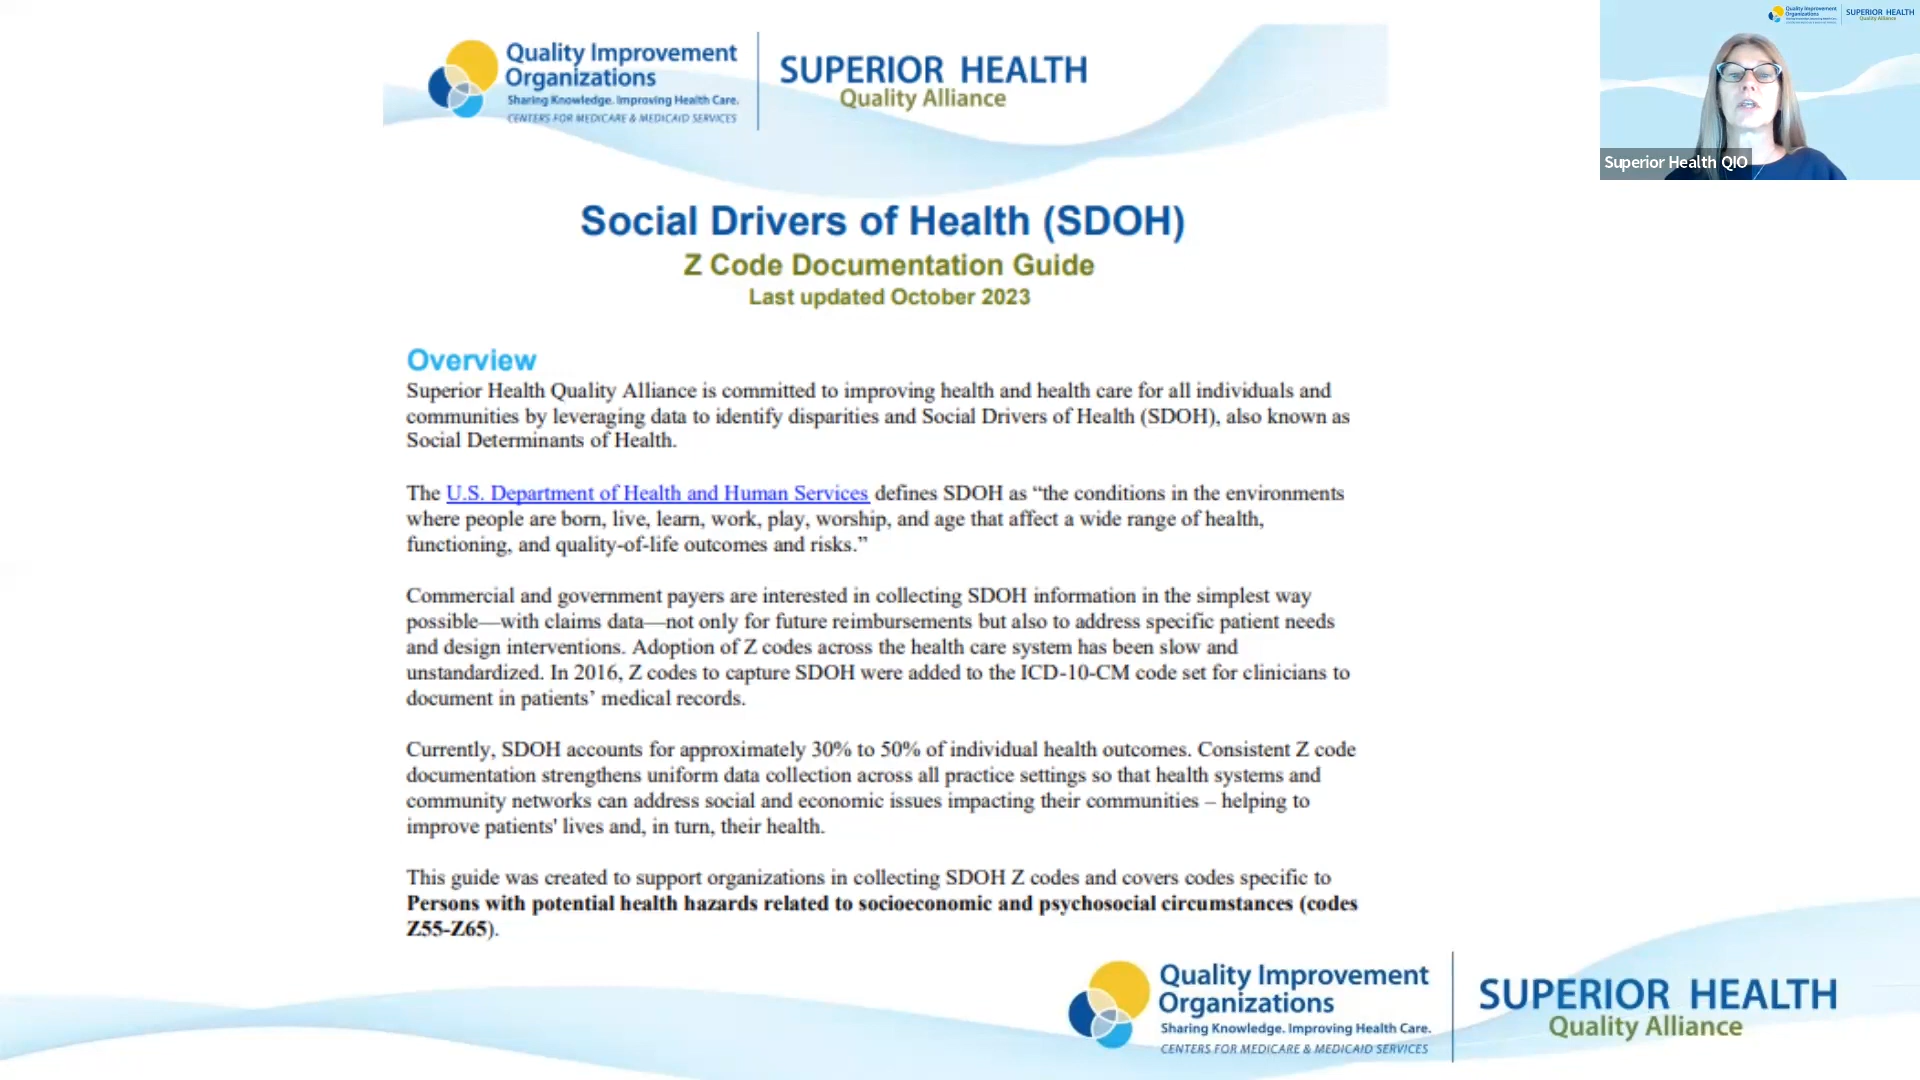 Quality Improvement
Organizations
Sharing Knowledge. Improving Health Care.
CENTERS FOR MEDICARE & MEDICAID SERVICES
SUPERIOR HEALTH
Quality Alliance
Quality Improvement
Organizations
SUPERIOR HEALTH
Quality Alliance
Superior Health QIO
Social Drivers of Health (SDOH)
Z Code Documentation Guide
Last updated October 2023
Overview
Superior Health Quality Alliance is committed to improving health and health care for all individuals and
communities by leveraging data to identify disparities and Social Drivers of Health (SDOH), also known as
Social Determinants of Health.
The U.S. Department of Health and Human Services defines SDOH as “the conditions in the environments
where people are born, live, learn, work, play, worship, and age that affect a wide range of health,
functioning, and quality-of-life outcomes and risks.”
Commercial and government payers are interested in collecting SDOH information in the simplest way
possible—with claims data—not only for future reimbursements but also to address specific patient needs
and design interventions. Adoption of Z codes across the health care system has been slow and
unstandardized. In 2016, Z codes to capture SDOH were added to the ICD-10-CM code set for clinicians to
document in patients’ medical records.
Currently, SDOH accounts for approximately 30% to 50% of individual health outcomes. Consistent Z code
documentation strengthens uniform data collection across all practice settings so that health systems and
community networks can address social and economic issues impacting their communities – helping to
improve patients' lives and, in turn, their health.
This guide was created to support organizations in collecting SDOH Z codes and covers codes specific to
Persons with potential health hazards related to socioeconomic and psychosocial circumstances (codes
Z55-Z65).
Quality Improvement
Organizations
Sharing Knowledge. Improving Health Care.
CENTERS FOR MEDICARE & MEDICAID SERVICES
SUPERIOR HEALTH
Quality Alliance